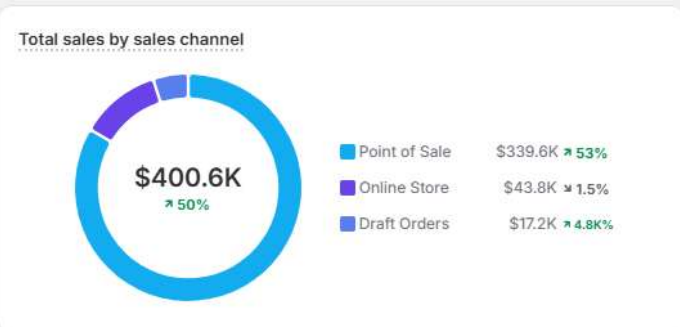 Total sales by sales channel
$400.6K
↗ 50%
Point of Sale $339.6K ↗ 53%
Online Store $43.8K ↘ 1.5%
Draft Orders $17.2K ↗ 4.8K%